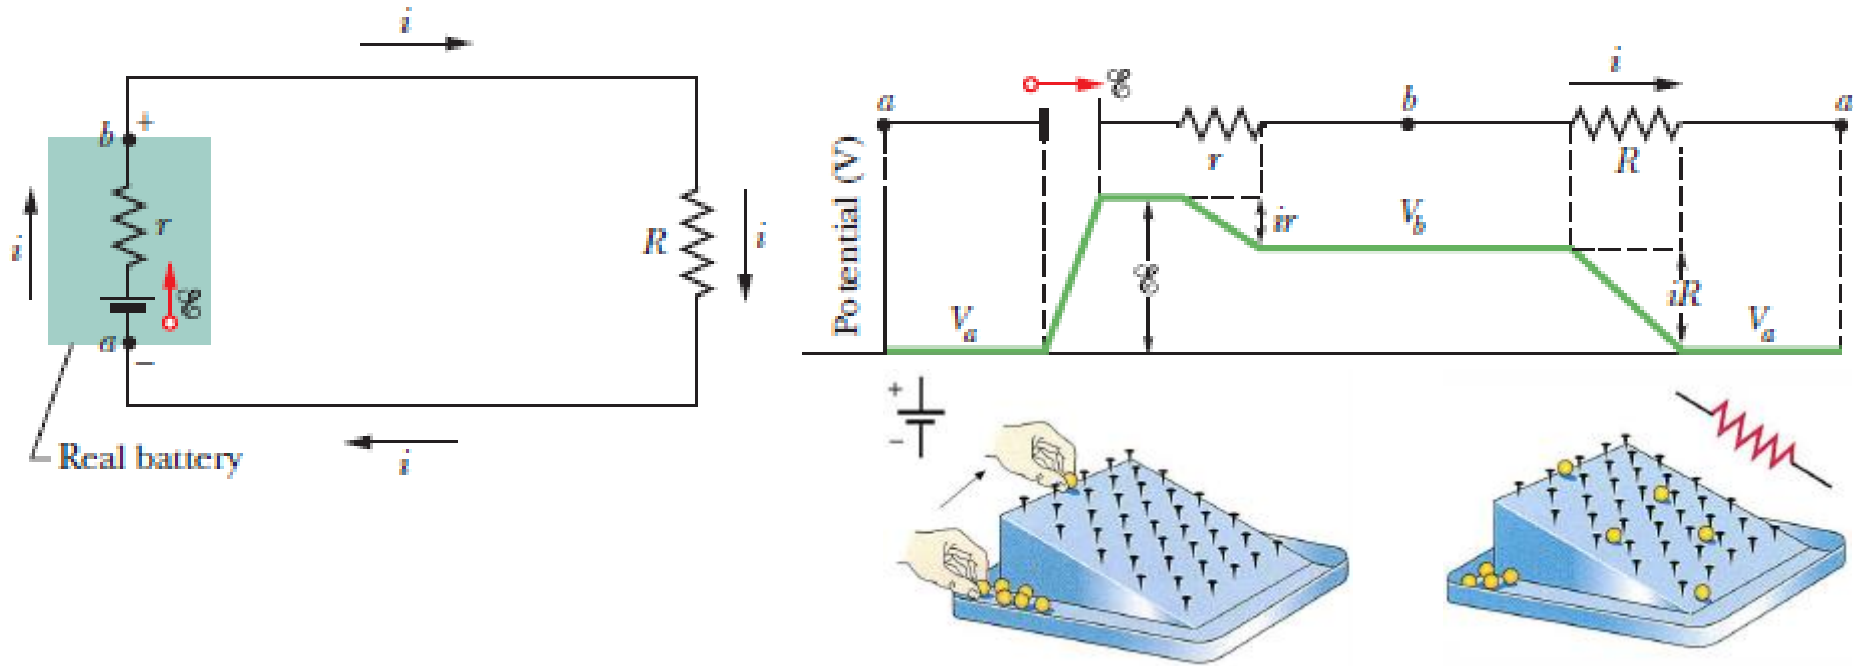 i
b
+
r
i
ℰ
a
−
R
i
Real battery
i
ℰ
i
a
b
a
r
R
Potential (V)
ir
V_b
ℰ
iR
V_a
V_a
+
−